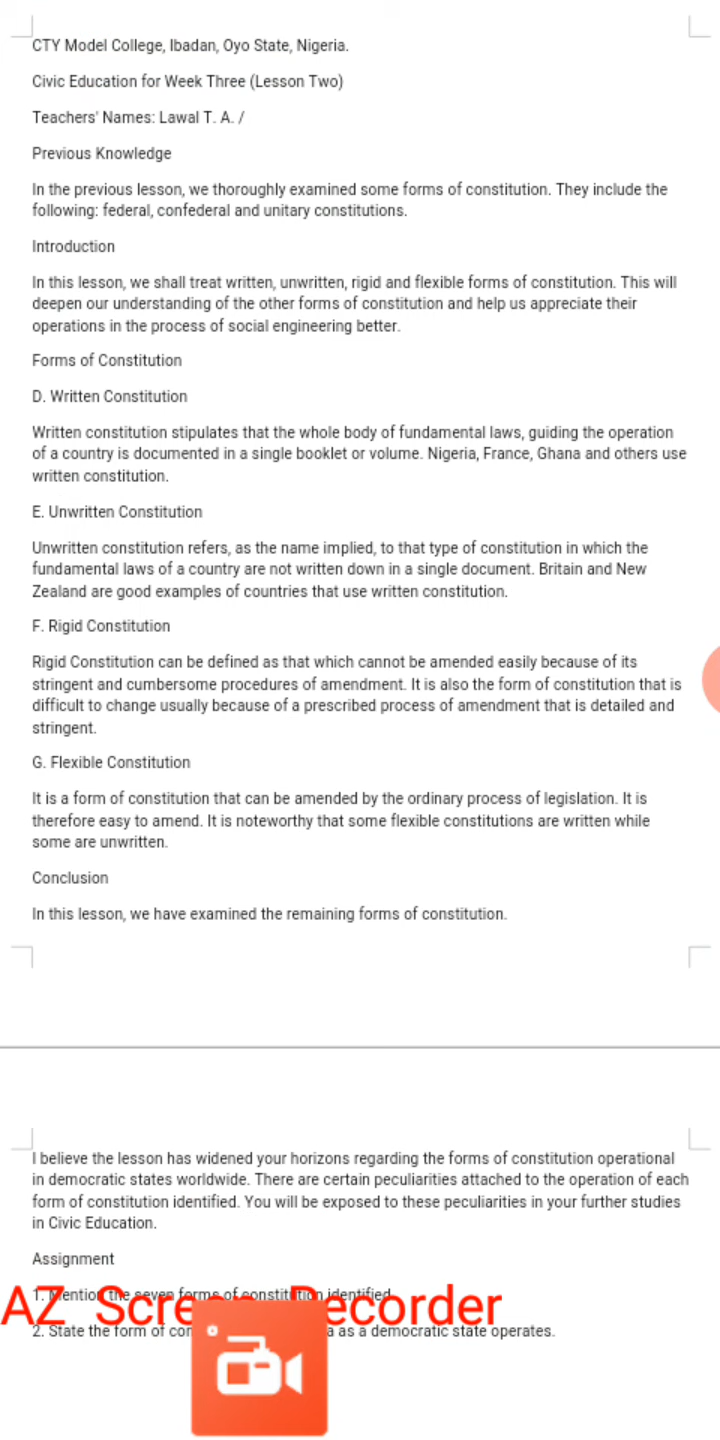 CTY Model College, Ibadan, Oyo State, Nigeria.
Civic Education for Week Three (Lesson Two)
Teachers' Names: Lawal T. A. /
Previous Knowledge
In the previous lesson, we thoroughly examined some forms of constitution. They include the
following: federal, confederal and unitary constitutions.
Introduction
In this lesson, we shall treat written, unwritten, rigid and flexible forms of constitution. This will
deepen our understanding of the other forms of constitution and help us appreciate their
operations in the process of social engineering better.
Forms of Constitution
D. Written Constitution
Written constitution stipulates that the whole body of fundamental laws, guiding the operation
of a country is documented in a single booklet or volume. Nigeria, France, Ghana and others use
written constitution.
E. Unwritten Constitution
Unwritten constitution refers, as the name implied, to that type of constitution in which the
fundamental laws of a country are not written down in a single document. Britain and New
Zealand are good examples of countries that use written constitution.
F. Rigid Constitution
Rigid Constitution can be defined as that which cannot be amended easily because of its
stringent and cumbersome procedures of amendment. It is also the form of constitution that is
difficult to change usually because of a prescribed process of amendment that is detailed and
stringent.
G. Flexible Constitution
It is a form of constitution that can be amended by the ordinary process of legislation. It is
therefore easy to amend. It is noteworthy that some flexible constitutions are written while
some are unwritten.
Conclusion
In this lesson, we have examined the remaining forms of constitution.
I believe the lesson has widened your horizons regarding the forms of constitution operational
in democratic states worldwide. There are certain peculiarities attached to the operation of each
form of constitution identified. You will be exposed to these peculiarities in your further studies
in Civic Education.
Assignment
1. Mention the seven forms of constitution identified
AZ Screen Recorder
2. State the form of as a democratic state operates.